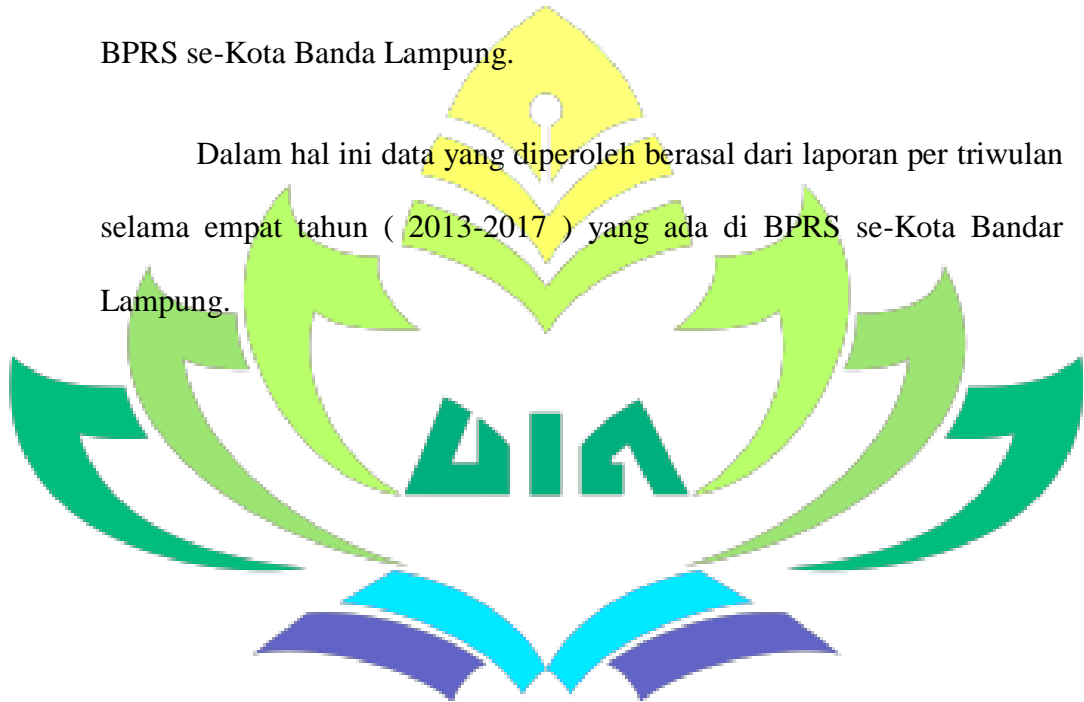 BPRS se-Kota Banda Lampung.
Dalam hal ini data yang diperoleh berasal dari laporan per triwulan
selama empat tahun ( 2013-2017 ) yang ada di BPRS se-Kota Bandar
Lampung.
UIN